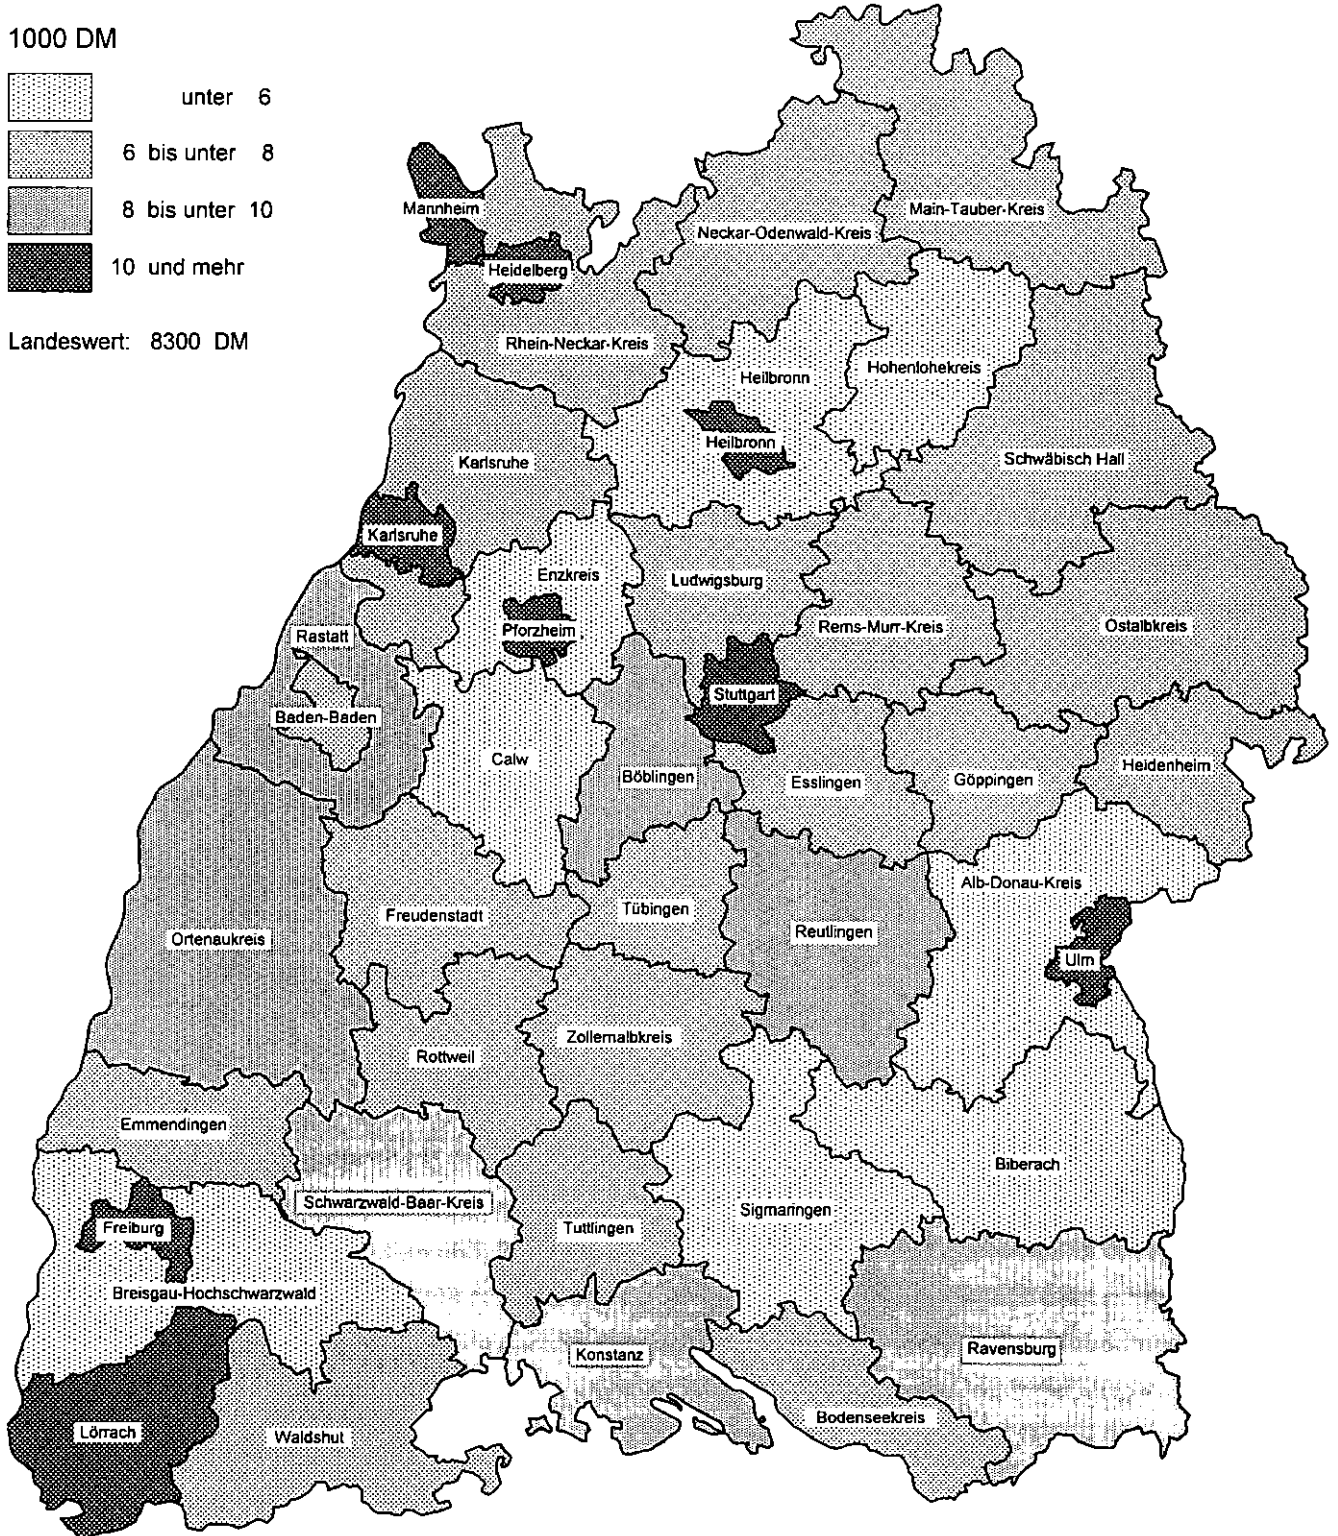 1000 DM
unter 6
6 bis unter 8
8 bis unter 10
10 und mehr
Landeswert: 8300 DM
Mannheim
Main-Tauber-Kreis
Neckar-Odenwald-Kreis
Heidelberg
Rhein-Neckar-Kreis
Hohenlohekreis
Heilbronn
Heilbronn
Schwäbisch Hall
Karlsruhe
Karlsruhe
Enzkreis
Ludwigsburg
Rems-Murr-Kreis
Ostalbkreis
Pforzheim
Rastatt
Stuttgart
Baden-Baden
Calw
Böblingen
Esslingen
Göppingen
Heidenheim
Alb-Donau-Kreis
Freudenstadt
Tübingen
Reutlingen
Ortenaukreis
Ulm
Zollernalbkreis
Rottweil
Emmendingen
Biberach
Schwarzwald-Baar-Kreis
Sigmaringen
Tuttlingen
Freiburg
Breisgau-Hochschwarzwald
Konstanz
Ravensburg
Bodenseekreis
Lörrach
Waldshut